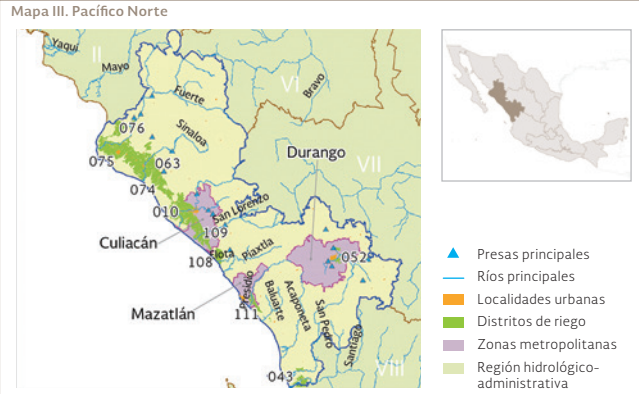 Mapa III. Pacífico Norte
Yaqui
II
Mayo
VI
Bravo
Fuerte
076
Sinaloa
075
063
Durango
VII
074
010
San Lorenzo
109
Culiacán
108
Elota
Piaxtla
052
Presidio
Baluarte
Acaponeta
San Pedro
Santiago
Mazatlán
111
043
VIII
Presas principales
Ríos principales
Localidades urbanas
Distritos de riego
Zonas metropolitanas
Región hidrológico-
administrativa